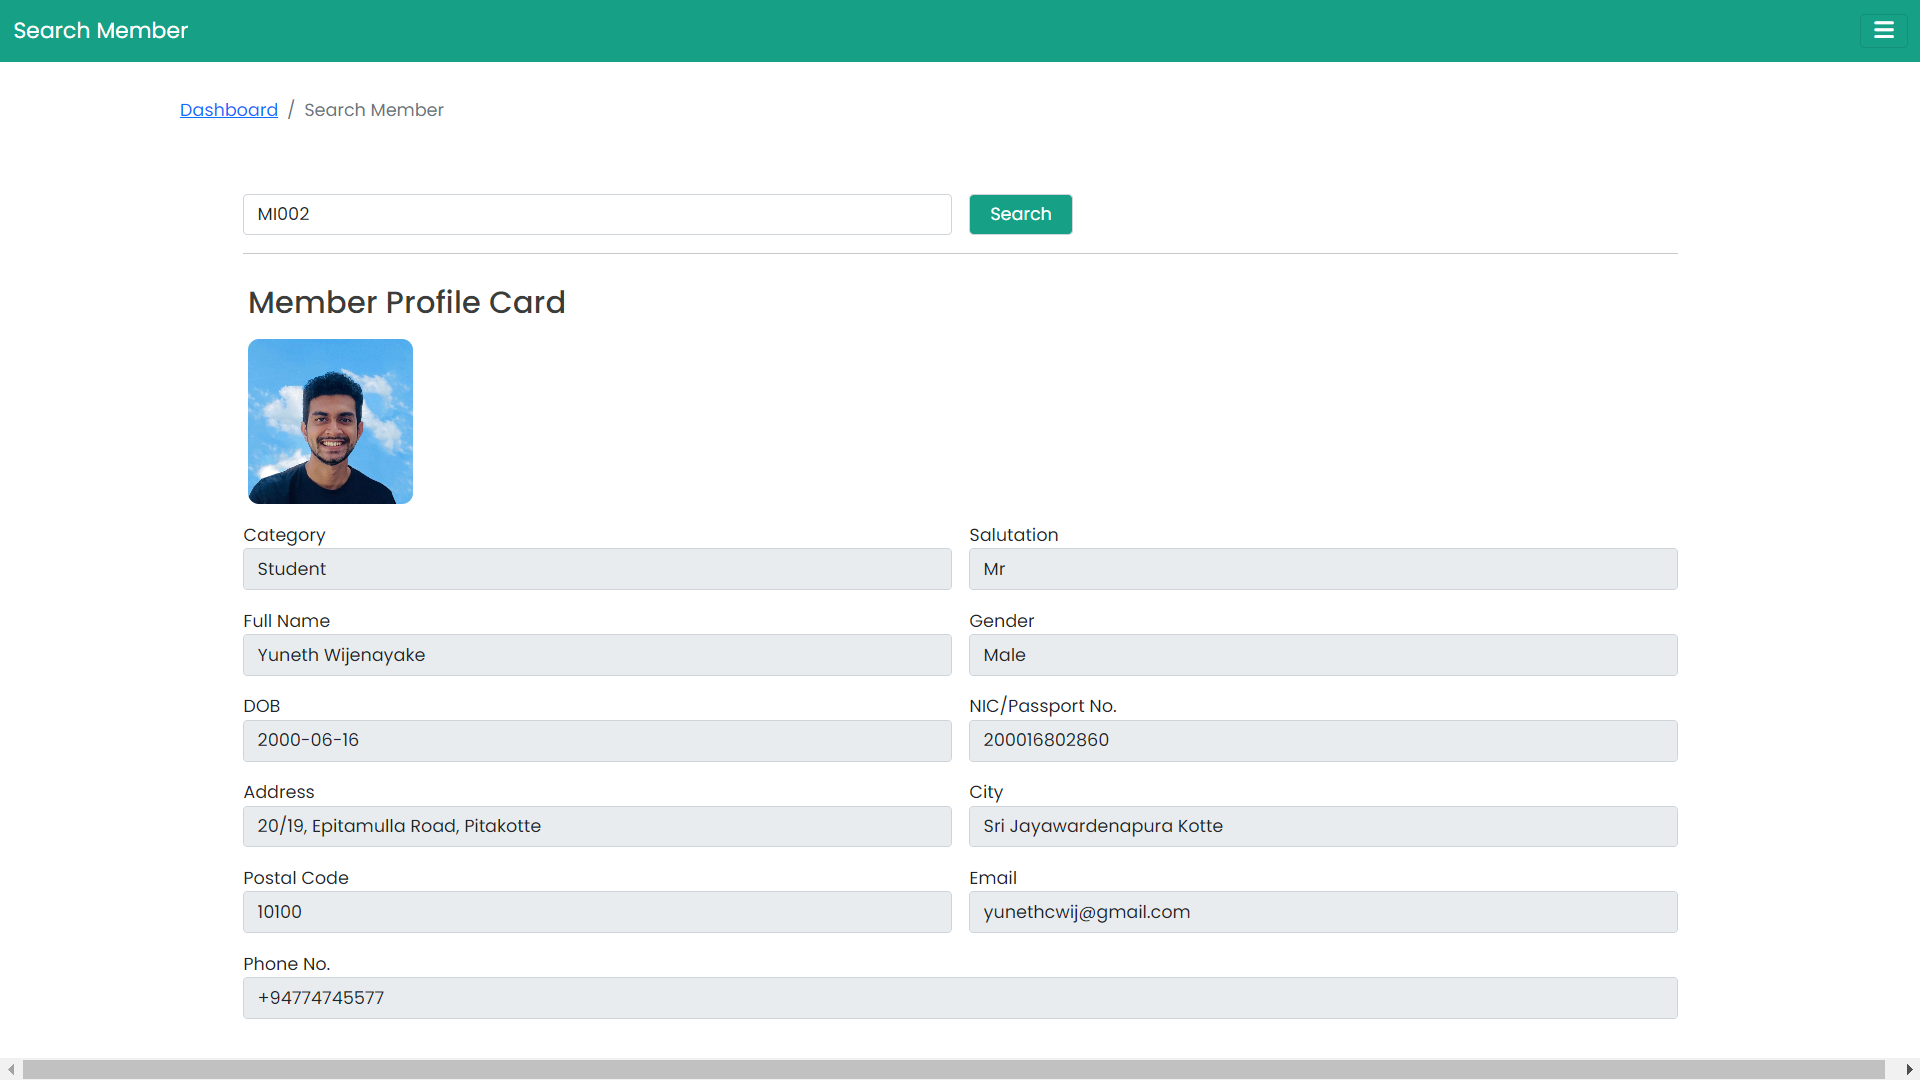 Search Member
Dashboard / Search Member
MI002
Search
Member Profile Card
Category
Student
Salutation
Mr
Full Name
Yuneth Wijenayake
Gender
Male
DOB
2000-06-16
NIC/Passport No.
200016802860
Address
20/19, Epitamulla Road, Pitakotte
City
Sri Jayawardenapura Kotte
Postal Code
10100
Email
yunethcwij@gmail.com
Phone No.
+94774745577